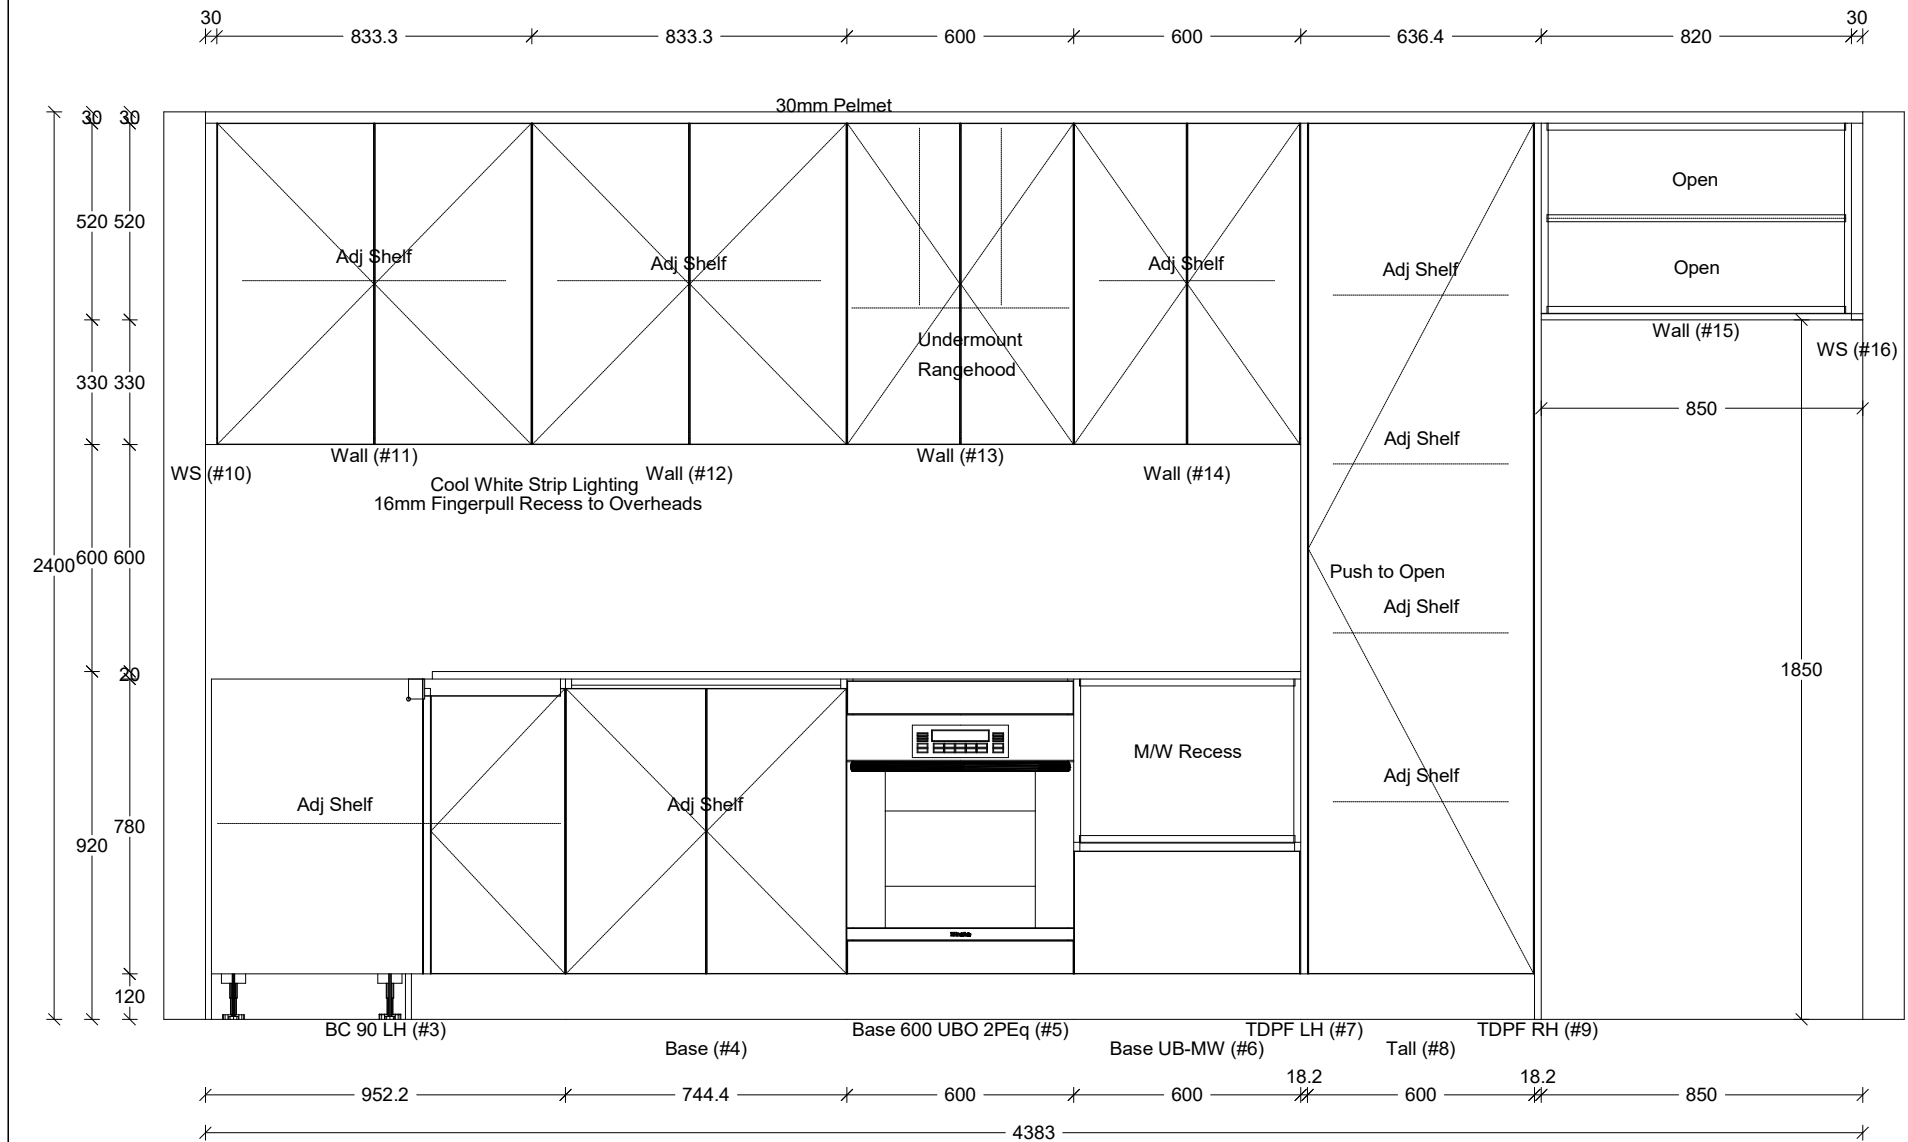 30
30
833.3
833.3
600
600
636.4
820
30mm Pelmet
30
30
520
520
Open
Adj Shelf
Adj Shelf
Adj Shelf
Adj Shelf
Open
Undermount
Rangehood
Wall (#15)
WS (#16)
330
330
850
Adj Shelf
Wall (#11)
Wall (#13)
WS (#10)
Wall (#12)
Wall (#14)
Cool White Strip Lighting
16mm Fingerpull Recess to Overheads
2400
600
600
Push to Open
Adj Shelf
20
1850
M/W Recess
Adj Shelf
Adj Shelf
Adj Shelf
780
920
120
BC 90 LH (#3)
Base 600 UBO 2PEq (#5)
TDPF LH (#7)
TDPF RH (#9)
Base (#4)
Base UB-MW (#6)
Tall (#8)
18.2
18.2
952.2
744.4
600
600
600
850
4383